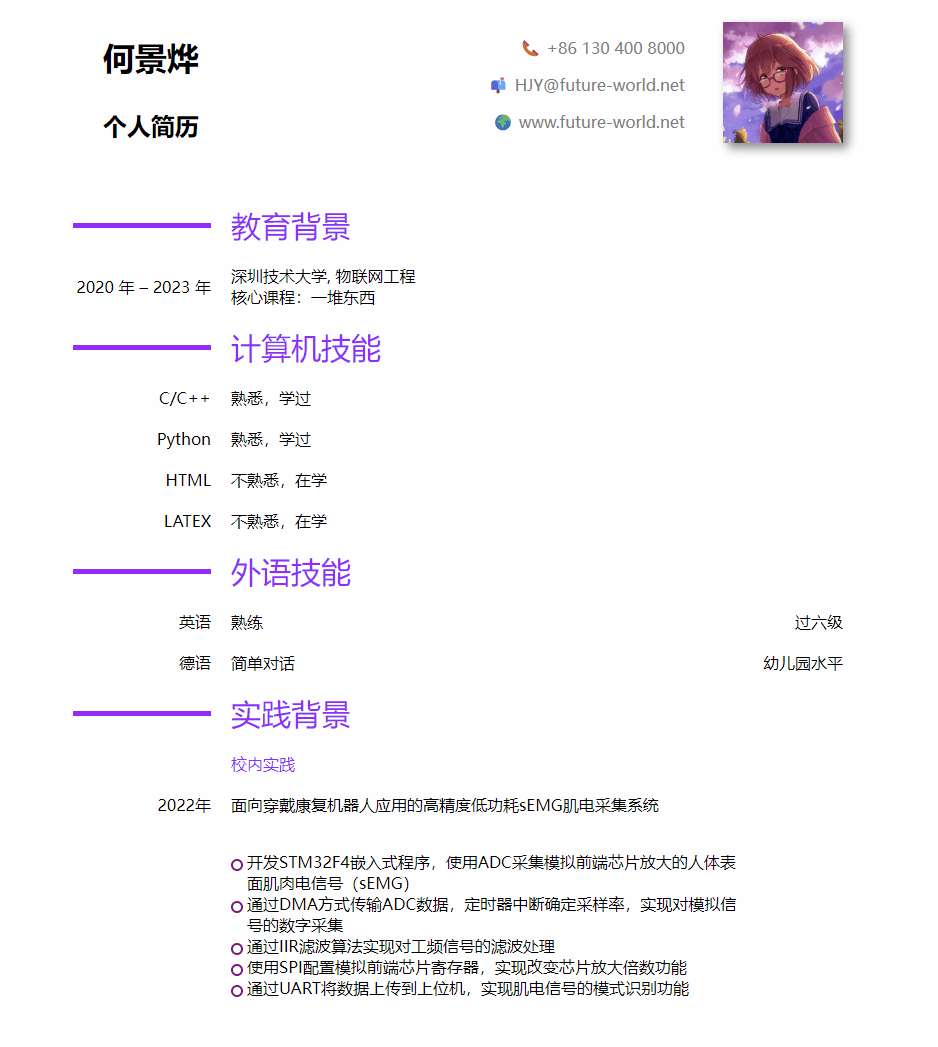 何景烨
个人简历
📞 +86 130 400 8000
📬 HJY@future-world.net
🌍 www.future-world.net
教育背景
2020 年 – 2023 年 深圳技术大学, 物联网工程
核心课程：一堆东西
计算机技能
C/C++ 熟悉，学过
Python 熟悉，学过
HTML 不熟悉，在学
LATEX 不熟悉，在学
外语技能
英语 熟练 过六级
德语 简单对话 幼儿园水平
实践背景
校内实践
2022年 面向穿戴康复机器人应用的高精度低功耗sEMG肌电采集系统
开发STM32F4嵌入式程序，使用ADC采集模拟前端芯片放大的人体表
面肌肉电信号（sEMG）
通过DMA方式传输ADC数据，定时器中断确定采样率，实现对模拟信
号的数字采集
通过IIR滤波算法实现对工频信号的滤波处理
使用SPI配置模拟前端芯片寄存器，实现改变芯片放大倍数功能
通过UART将数据上传到上位机，实现肌电信号的模式识别功能